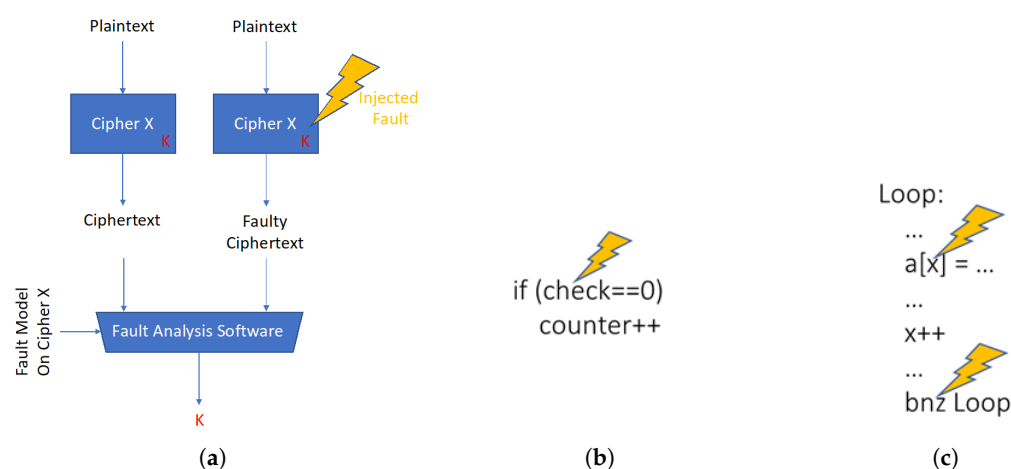 Plaintext
Plaintext
Cipher X
K
Cipher X
K
Injected
Fault
Ciphertext
Faulty
Ciphertext
Fault Model
On Cipher X
Fault Analysis Software
K
(a)
if (check==0)
counter++
(b)
Loop:
...
a[x] = ...
...
x++
...
bnz Loop
(c)